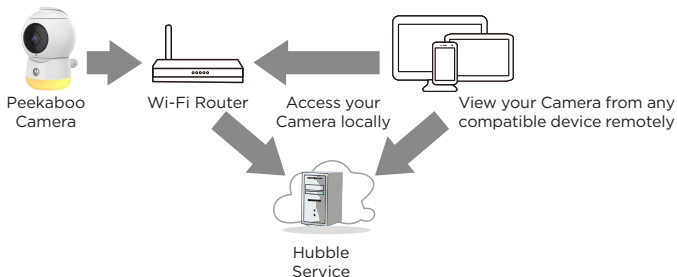 Peekaboo
Camera
Wi-Fi Router
Access your
Camera locally
View your Camera from any
compatible device remotely
Hubble
Service